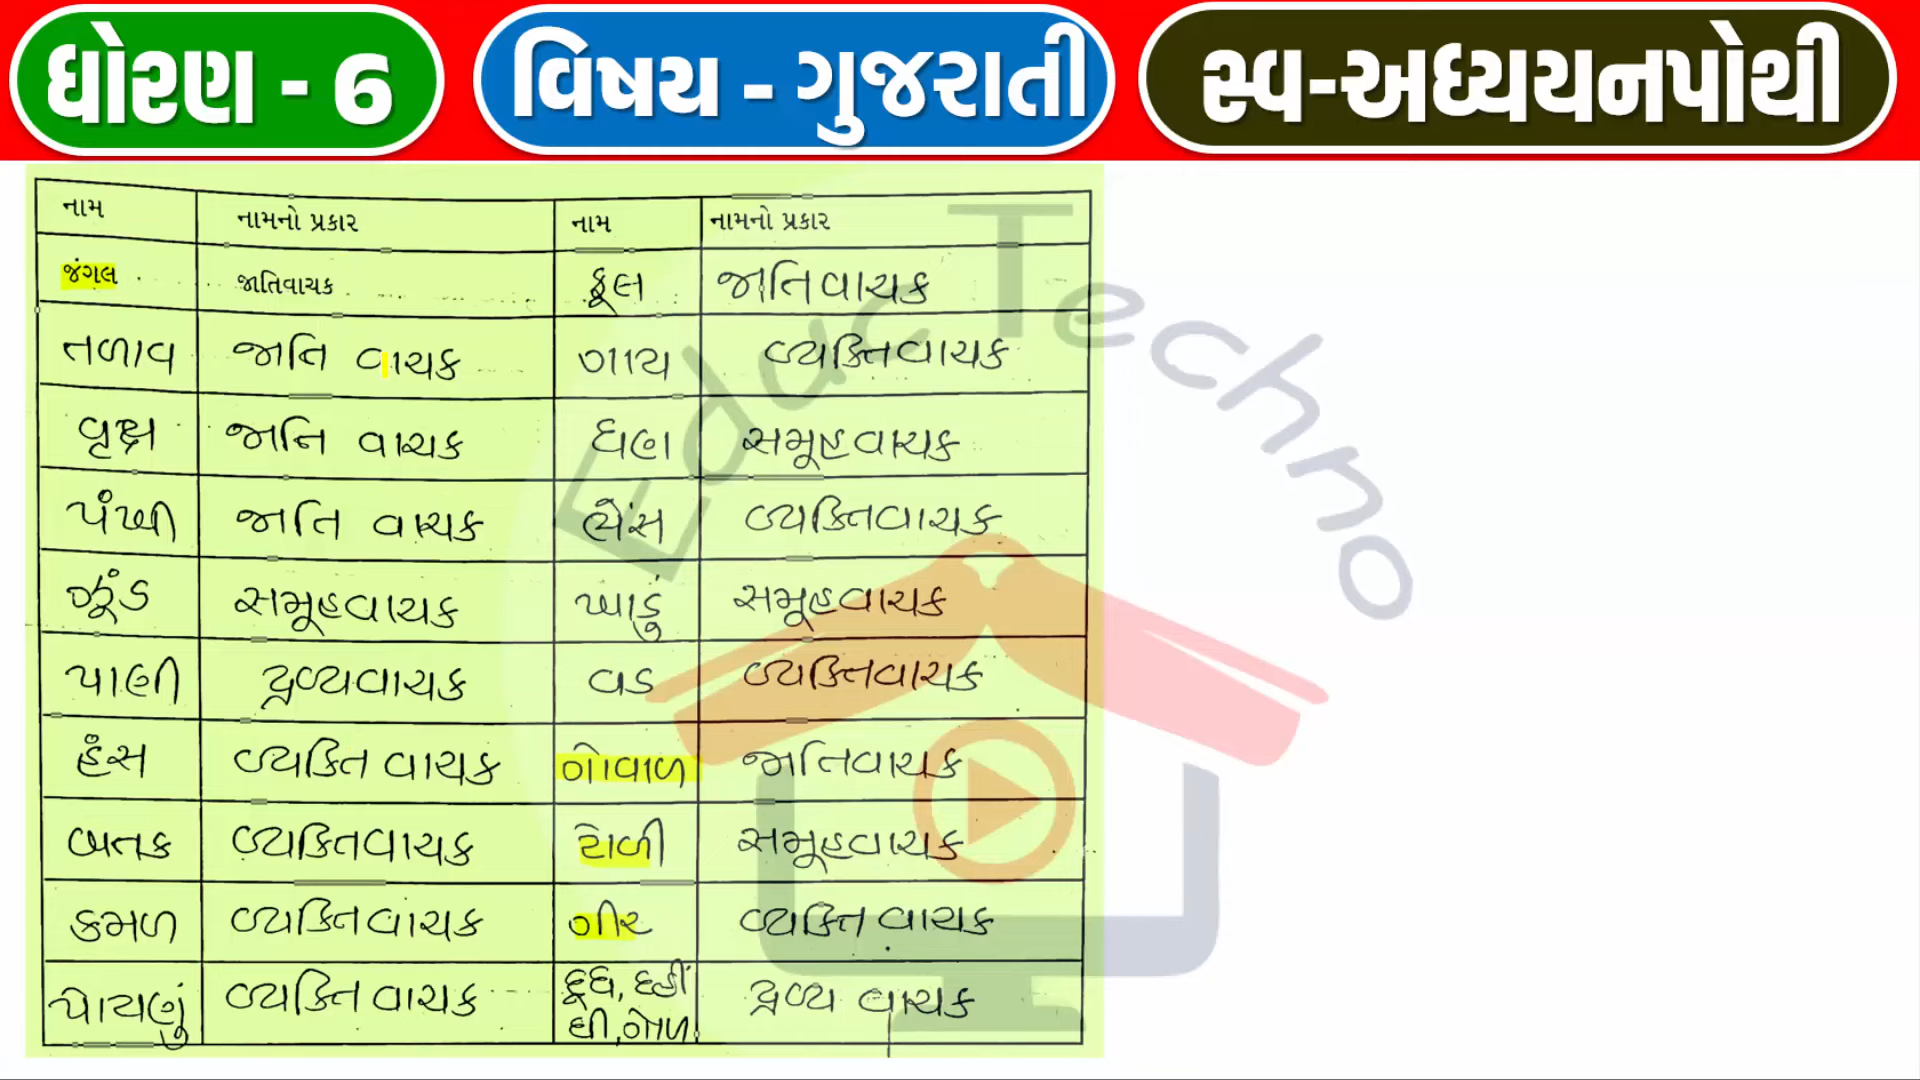 ધોરણ - 6 વિષય - ગુજરાતી સ્વ-અધ્યયનપોથી
નામ નામનો પ્રકાર નામ નામનો પ્રકાર
જંગલ જાતિવાચક ફૂલ જાતિવાચક
તળાવ જાતિ વાચક ગાય વ્યક્તિવાચક
વૃક્ષ જાતિ વાચક ધણ સમૂહવાચક
પંખી જાતિ વાચક ભેંસ વ્યક્તિવાચક
ઝૂંડ સમૂહવાચક ખાડું સમૂહવાચક
પાણી દ્રવ્યવાચક વડ વ્યક્તિવાચક
હંસ વ્યક્તિ વાચક ગોવાળ જાતિવાચક
બતક વ્યક્તિવાચક ટોળી સમૂહવાચક
કમળ વ્યક્તિવાચક ગીર વ્યક્તિ વાચક
પોયણું વ્યક્તિ વાચક દૂધ, દહીં દ્રવ્ય વાચક
ઘી, ગોળ
Educ Techno